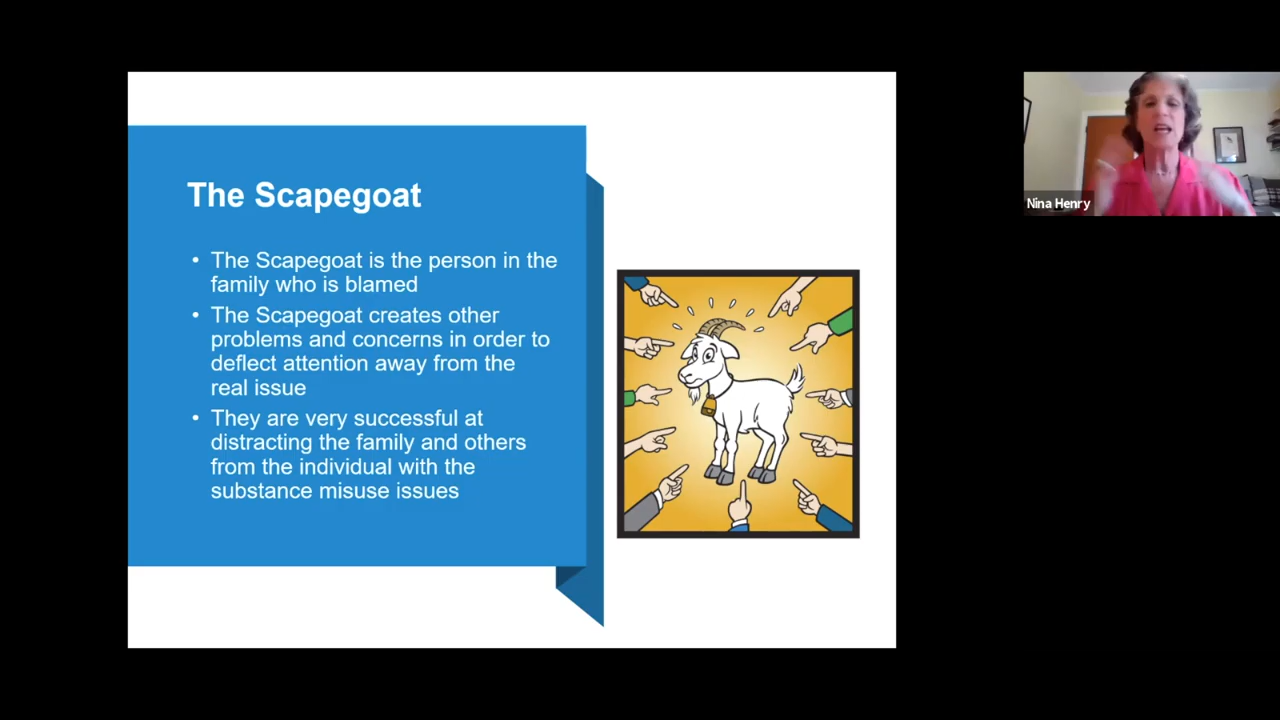 The Scapegoat
• The Scapegoat is the person in the
family who is blamed
• The Scapegoat creates other
problems and concerns in order to
deflect attention away from the
real issue
• They are very successful at
distracting the family and others
from the individual with the
substance misuse issues
Nina Henry